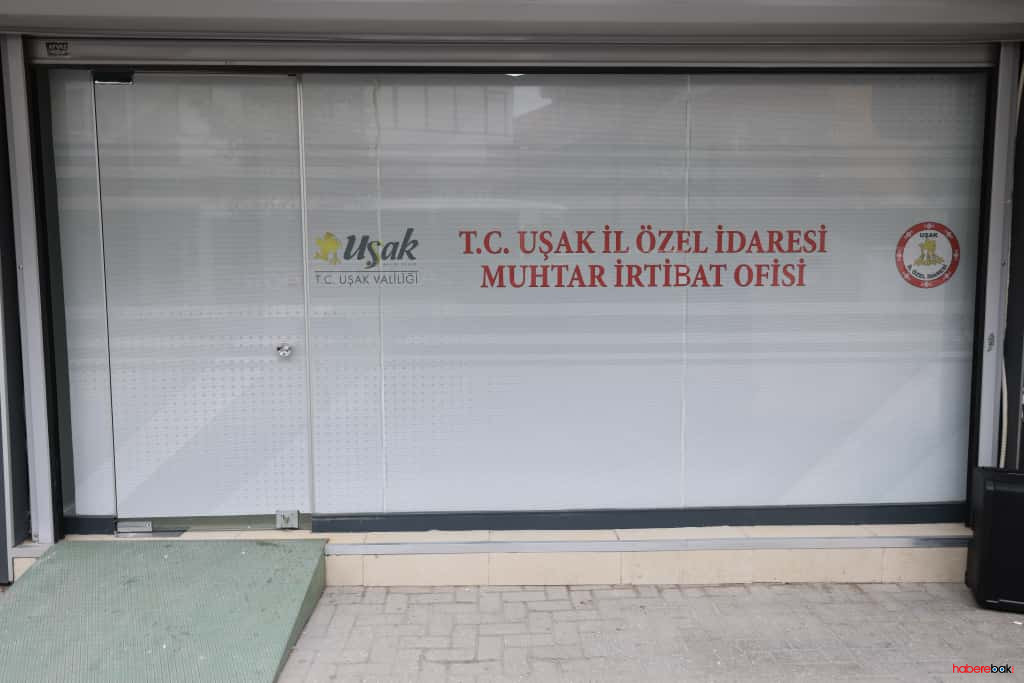 Uşak
T.C. UŞAK VALİLİĞİ
T.C. UŞAK İL ÖZEL İDARESİ
MUHTAR İRTİBAT OFİSİ
UŞAK
İL ÖZEL İDARESİ
haberebak